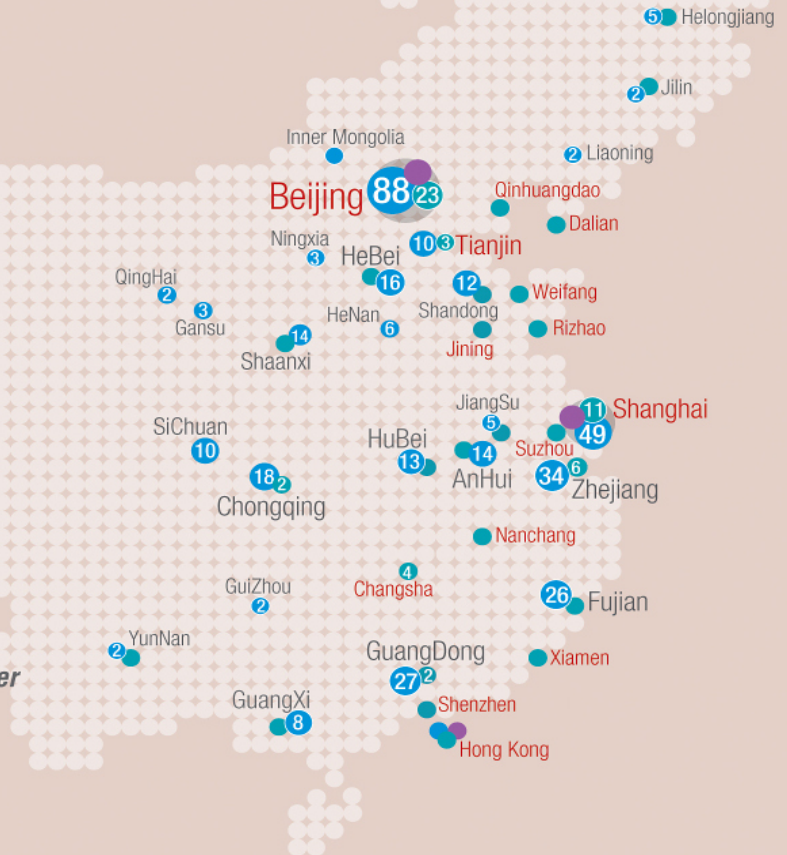 5 Helongjiang
2 Jilin
Inner Mongolia
2 Liaoning
Beijing 88 23
Qinhuangdao
Dalian
Ningxia
3
10 3 Tianjin
HeBei
16
QingHai
2
3
Gansu
12
Shandong
Weifang
HeNan
6
Rizhao
Jining
14
Shaanxi
JiangSu
5
11 Shanghai
49
Suzhou
SiChuan
10
HuBei
13
14
AnHui
34 6
Zhejiang
18 2
Chongqing
Nanchang
4
Changsha
GuiZhou
2
26 Fujian
YunNan
2
er
GuangDong
27 2
Xiamen
GuangXi
8
Shenzhen
Hong Kong